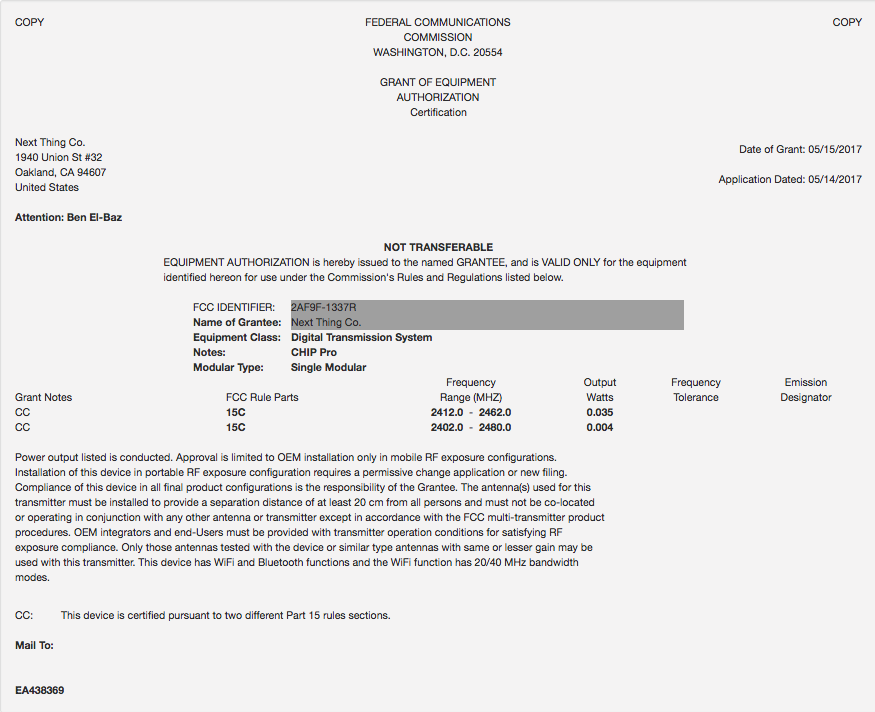 COPY
FEDERAL COMMUNICATIONS
COPY
COMMISSION
WASHINGTON, D.C. 20554
GRANT OF EQUIPMENT
AUTHORIZATION
Certification
Next Thing Co.
1940 Union St #32
Oakland, CA 94607
United States
Date of Grant: 05/15/2017
Application Dated: 05/14/2017
Attention: Ben El-Baz
NOT TRANSFERABLE
EQUIPMENT AUTHORIZATION is hereby issued to the named GRANTEE, and is VALID ONLY for the equipment
identified hereon for use under the Commission's Rules and Regulations listed below.
FCC IDENTIFIER: 2AF9F-1337R
Name of Grantee: Next Thing Co.
Equipment Class: Digital Transmission System
Notes: CHIP Pro
Modular Type: Single Modular
Frequency Output Frequency Emission
Grant Notes FCC Rule Parts Range (MHZ) Watts Tolerance Designator
CC 15C 2412.0 - 2462.0 0.035
CC 15C 2402.0 - 2480.0 0.004
Power output listed is conducted. Approval is limited to OEM installation only in mobile RF exposure configurations.
Installation of this device in portable RF exposure configuration requires a permissive change application or new filing.
Compliance of this device in all final product configurations is the responsibility of the Grantee. The antenna(s) used for this
transmitter must be installed to provide a separation distance of at least 20 cm from all persons and must not be co-located
or operating in conjunction with any other antenna or transmitter except in accordance with the FCC multi-transmitter product
procedures. OEM integrators and end-Users must be provided with transmitter operation conditions for satisfying RF
exposure compliance. Only those antennas tested with the device or similar type antennas with same or lesser gain may be
used with this transmitter. This device has WiFi and Bluetooth functions and the WiFi function has 20/40 MHz bandwidth
modes.
CC: This device is certified pursuant to two different Part 15 rules sections.
Mail To:
EA438369